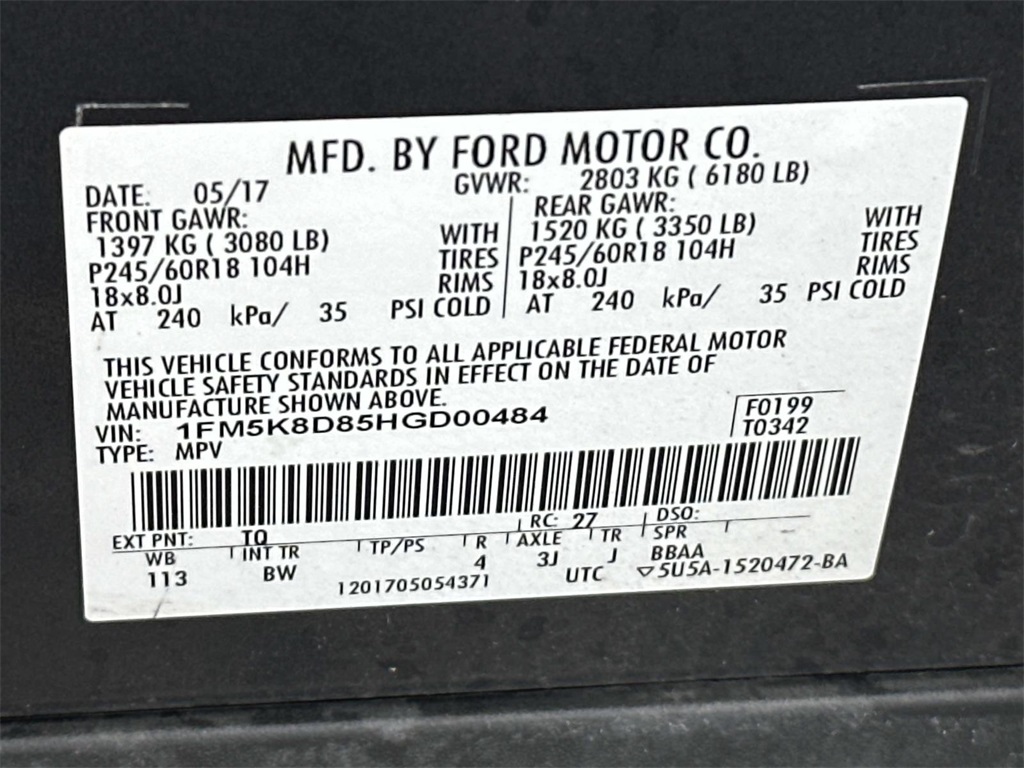 MFD. BY FORD MOTOR CO.
DATE: 05/17 GVWR: 2803 KG ( 6180 LB)
FRONT GAWR: REAR GAWR:
1397 KG ( 3080 LB) WITH 1520 KG ( 3350 LB) WITH
P245/60R18 104H TIRES P245/60R18 104H TIRES
18x8.0J RIMS 18x8.0J RIMS
AT 240 kPa/ 35 PSI COLD AT 240 kPa/ 35 PSI COLD
THIS VEHICLE CONFORMS TO ALL APPLICABLE FEDERAL MOTOR
VEHICLE SAFETY STANDARDS IN EFFECT ON THE DATE OF
MANUFACTURE SHOWN ABOVE.
VIN: 1FM5K8D85HGD00484 F0199
TYPE: MPV T0342
EXT PNT: TQ RC: 27 DSO:
WB INT TR TP/PS R AXLE TR SPR
113 BW 4 3J J BBAA
1201705054371 UTC ▽5U5A-1520472-BA